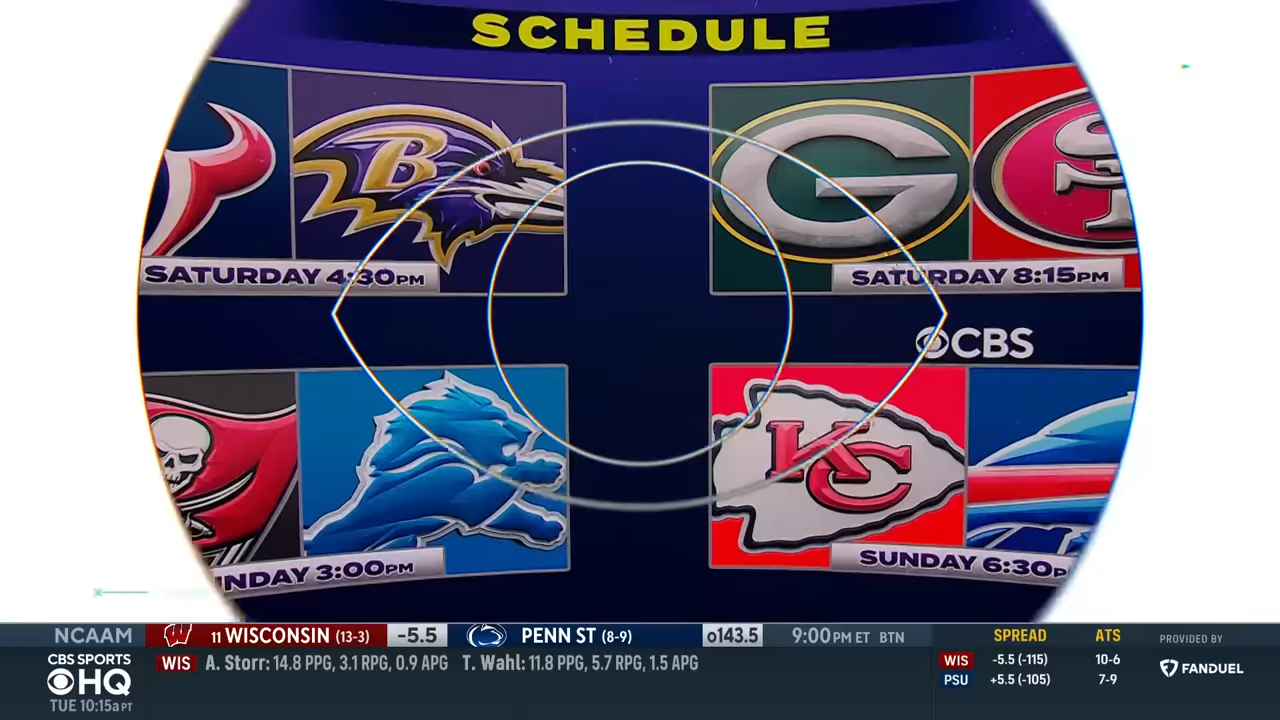 SCHEDULE
B
G
SATURDAY 4:30PM
SATURDAY 8:15PM
CBS
KC
3:00PM
SUNDAY 6:30
NCAAM
11 WISCONSIN (13-3) -5.5
PENN ST (8-9) o143.5
9:00PM ET BTN
SPREAD ATS
PROVIDED BY
CBS SPORTS
HQ
TUE 10:15a PT
WIS A. Storr: 14.8 PPG, 3.1 RPG, 0.9 APG T. Wahl: 11.8 PPG, 5.7 RPG, 1.5 APG
WIS -5.5 (-115) 10-6
PSU +5.5 (-105) 7-9
FANDUEL